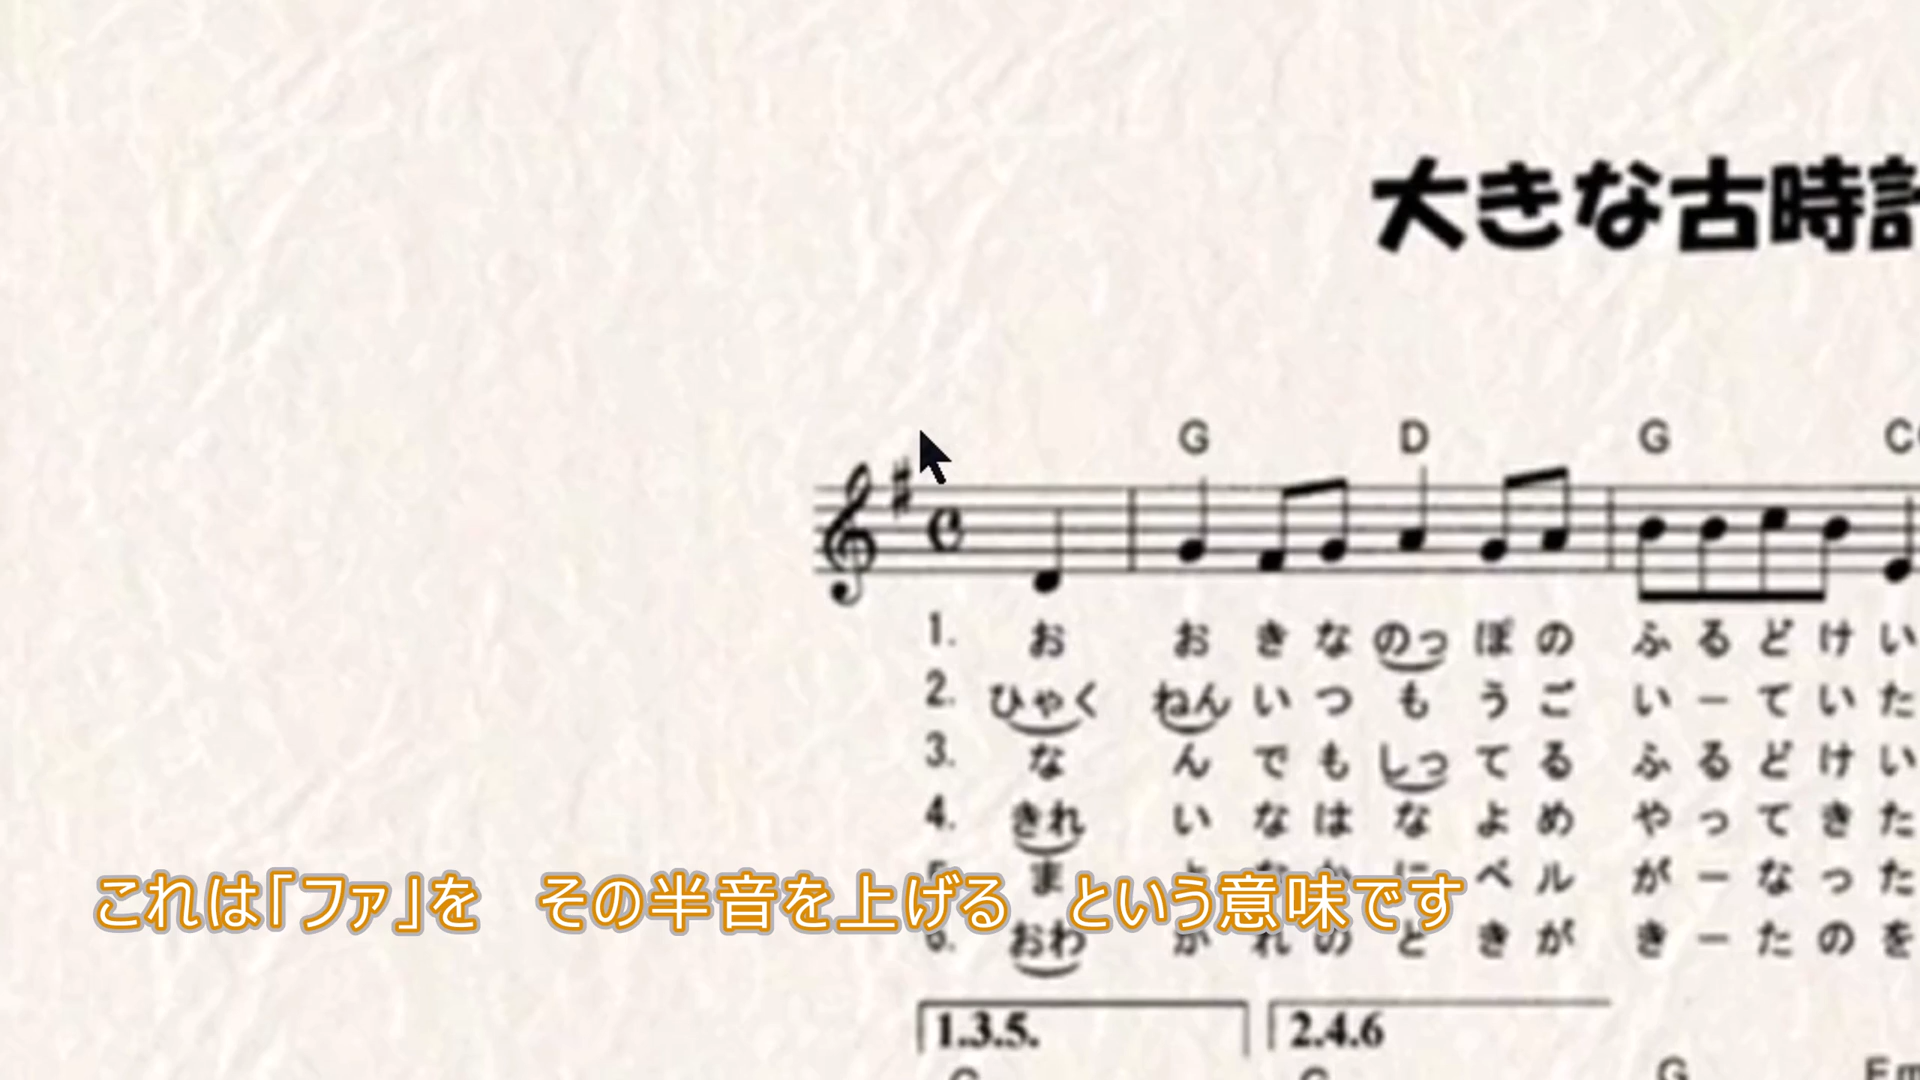 大きな古時計
G D G C
1. お お き な のっ ぽ の ふ る ど け い
2. ひゃく ねん い つ も う ご い ー て い た
3. な ん で も しっ て る ふ る ど け い
4. きれ い な は な よ め や っ て き た
ま ベ ル が ー な っ た
これは「ファ」を その半音を上げる という意味です
6. おわ か れ の と き が き ー た の を
1.3.5. 2.4.6
G Em